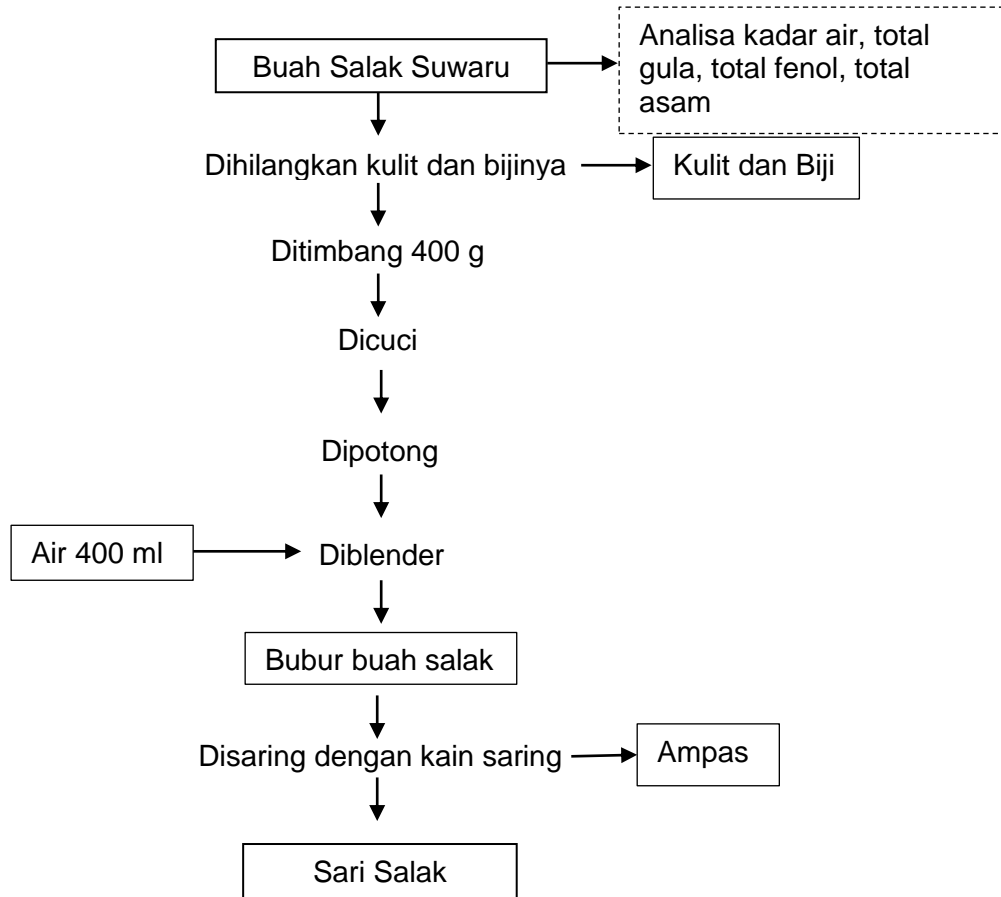 Buah Salak Suwaru
Analisa kadar air, total
gula, total fenol, total
asam
Dihilangkan kulit dan bijinya
Kulit dan Biji
Ditimbang 400 g
Dicuci
Dipotong
Air 400 ml
Diblender
Bubur buah salak
Disaring dengan kain saring
Ampas
Sari Salak